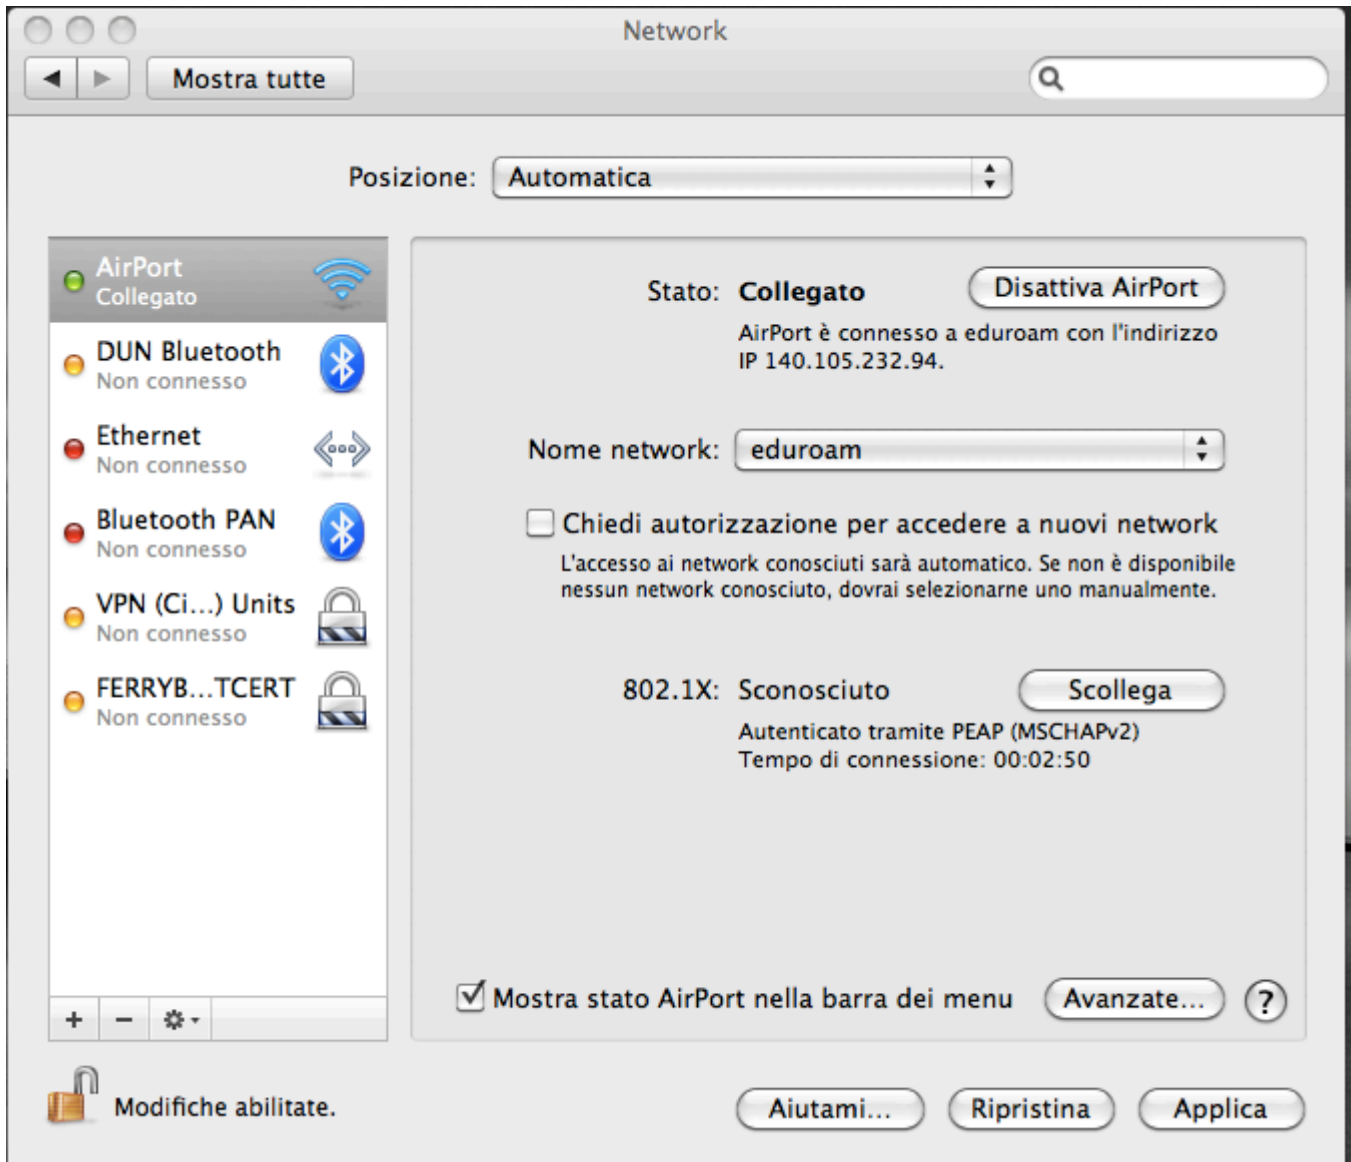 Network
Mostra tutte
Posizione: Automatica
AirPort
Collegato
DUN Bluetooth
Non connesso
Ethernet
Non connesso
Bluetooth PAN
Non connesso
VPN (Ci...) Units
Non connesso
FERRYB...TCERT
Non connesso
Stato: Collegato Disattiva AirPort
AirPort è connesso a eduroam con l'indirizzo
IP 140.105.232.94.
Nome network: eduroam
Chiedi autorizzazione per accedere a nuovi network
L'accesso ai network conosciuti sarà automatico. Se non è disponibile
nessun network conosciuto, dovrai selezionarne uno manualmente.
802.1X: Sconosciuto Scollega
Autenticato tramite PEAP (MSCHAPv2)
Tempo di connessione: 00:02:50
Mostra stato AirPort nella barra dei menu Avanzate... ?
Modifiche abilitate.
Aiutami... Ripristina Applica